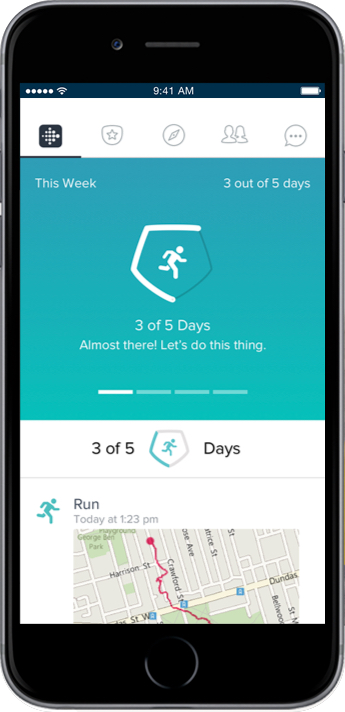 9:41 AM
This Week
3 out of 5 days
3 of 5 Days
Almost there! Let's do this thing.
3 of 5
Days
Run
Today at 1:23 pm
George Ben
Park
Harrison St
Crawford St
Dundas
Dundas St W